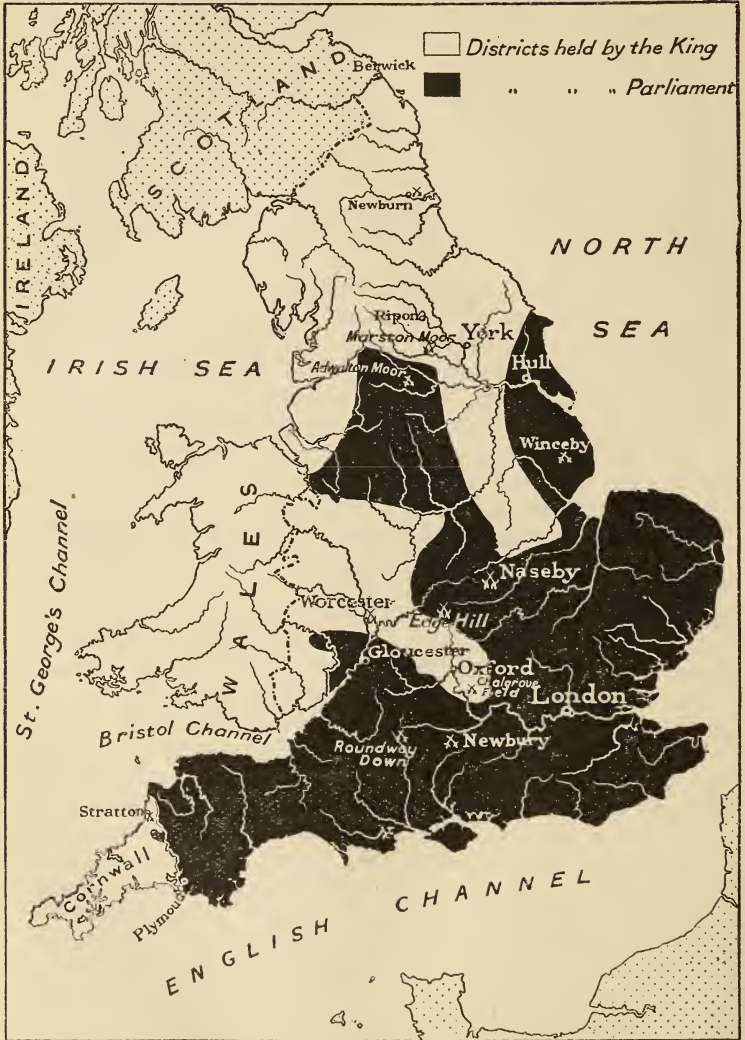 Districts held by the King
" " " Parliament
SCOTLAND
Berwick
IRELAND
Newburn
NORTH
SEA
Ripon
Marston Moor
York
IRISH SEA
Adwalton Moor
Hull
Winceby
St. George's Channel
WALES
Naseby
Worcester
Edge Hill
Gloucester
Oxford
Chalgrove
Field
London
Bristol Channel
Roundway
Down
Newbury
Stratton
Cornwall
Plymouth
ENGLISH CHANNEL